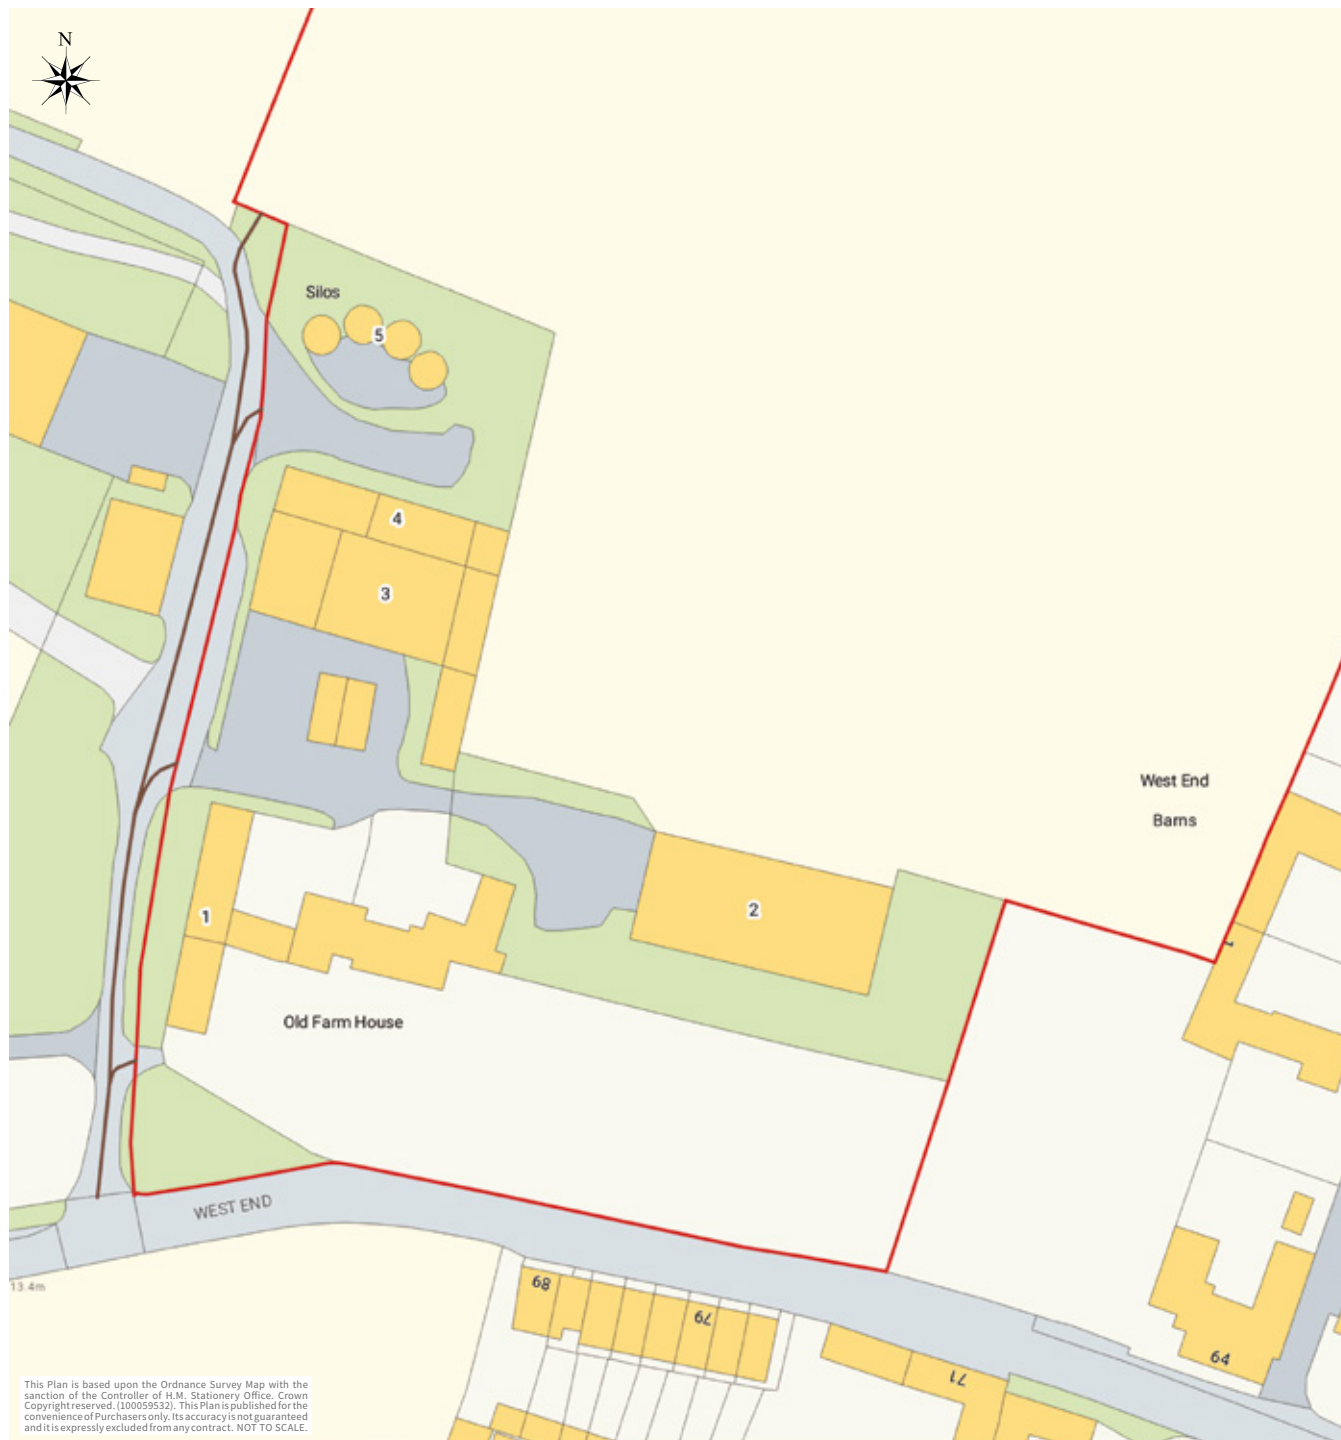 N
Silos
5
4
3
West End
Barns
1
2
1
Old Farm House
WEST END
13.4m
68
79
71
64
This Plan is based upon the Ordnance Survey Map with the
sanction of the Controller of H.M. Stationery Office. Crown
Copyright reserved. (100059532). This Plan is published for the
convenience of Purchasers only. Its accuracy is not guaranteed
and it is expressly excluded from any contract. NOT TO SCALE.